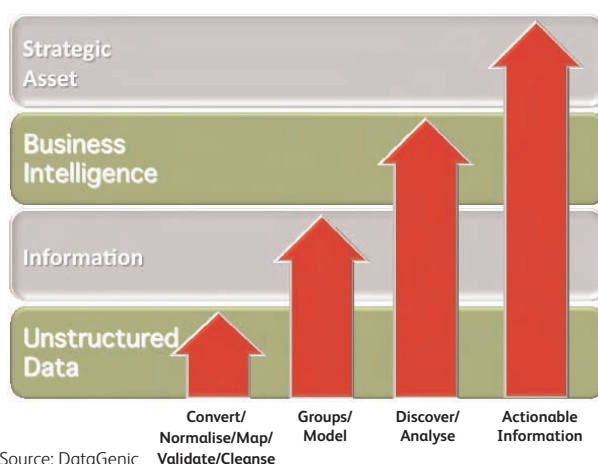 Strategic
Asset
Business
Intelligence
Information
Unstructured
Data
Convert/
Normalise/Map/
Validate/Cleanse
Groups/
Model
Discover/
Analyse
Actionable
Information
Source: DataGenic